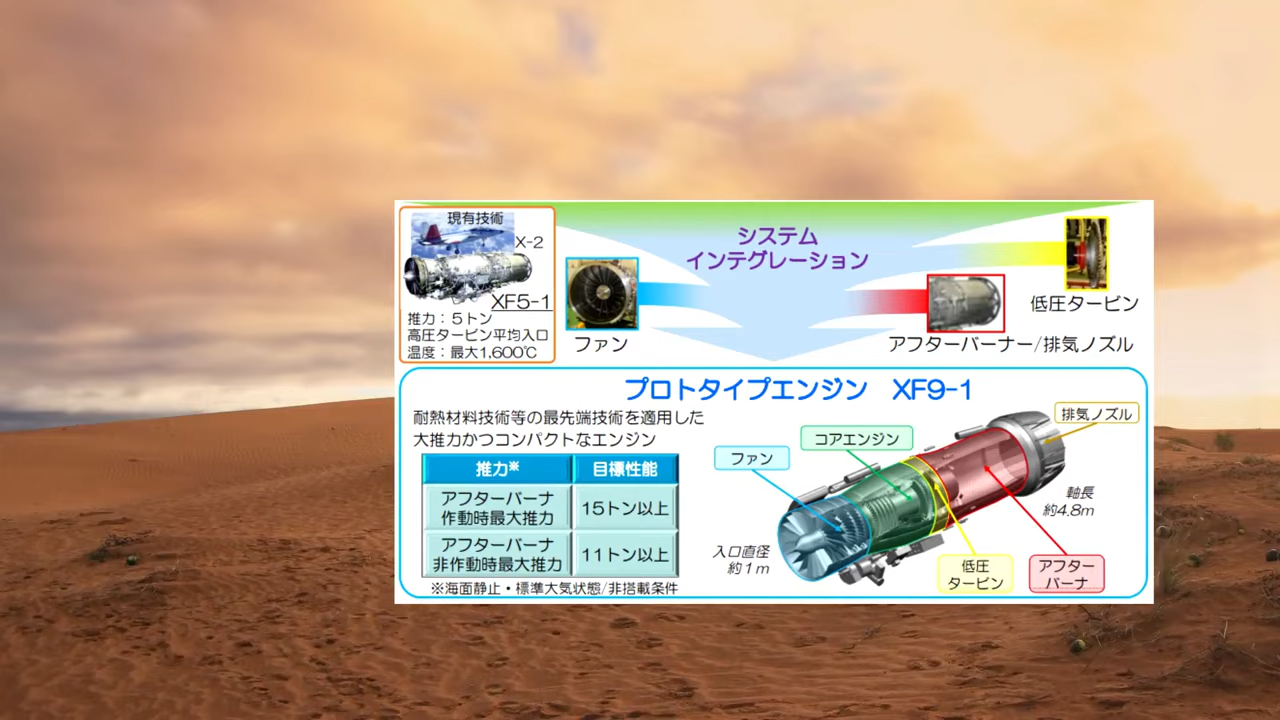 現有技術
X-2
XF5-1
推力：５トン
高圧タービン平均入口
温度：最大1,600℃
システム
インテグレーション
ファン
低圧タービン
アフターバーナー/排気ノズル
プロトタイプエンジン　XF9-1
耐熱材料技術等の最先端技術を適用した
大推力かつコンパクトなエンジン
推力※
目標性能
アフターバーナ
作動時最大推力
15トン以上
アフターバーナ
非作動時最大推力
11トン以上
※海面静止・標準大気状態/非搭載条件
ファン
コアエンジン
排気ノズル
軸長
約4.8m
入口直径
約１ｍ
低圧
タービン
アフター
バーナ